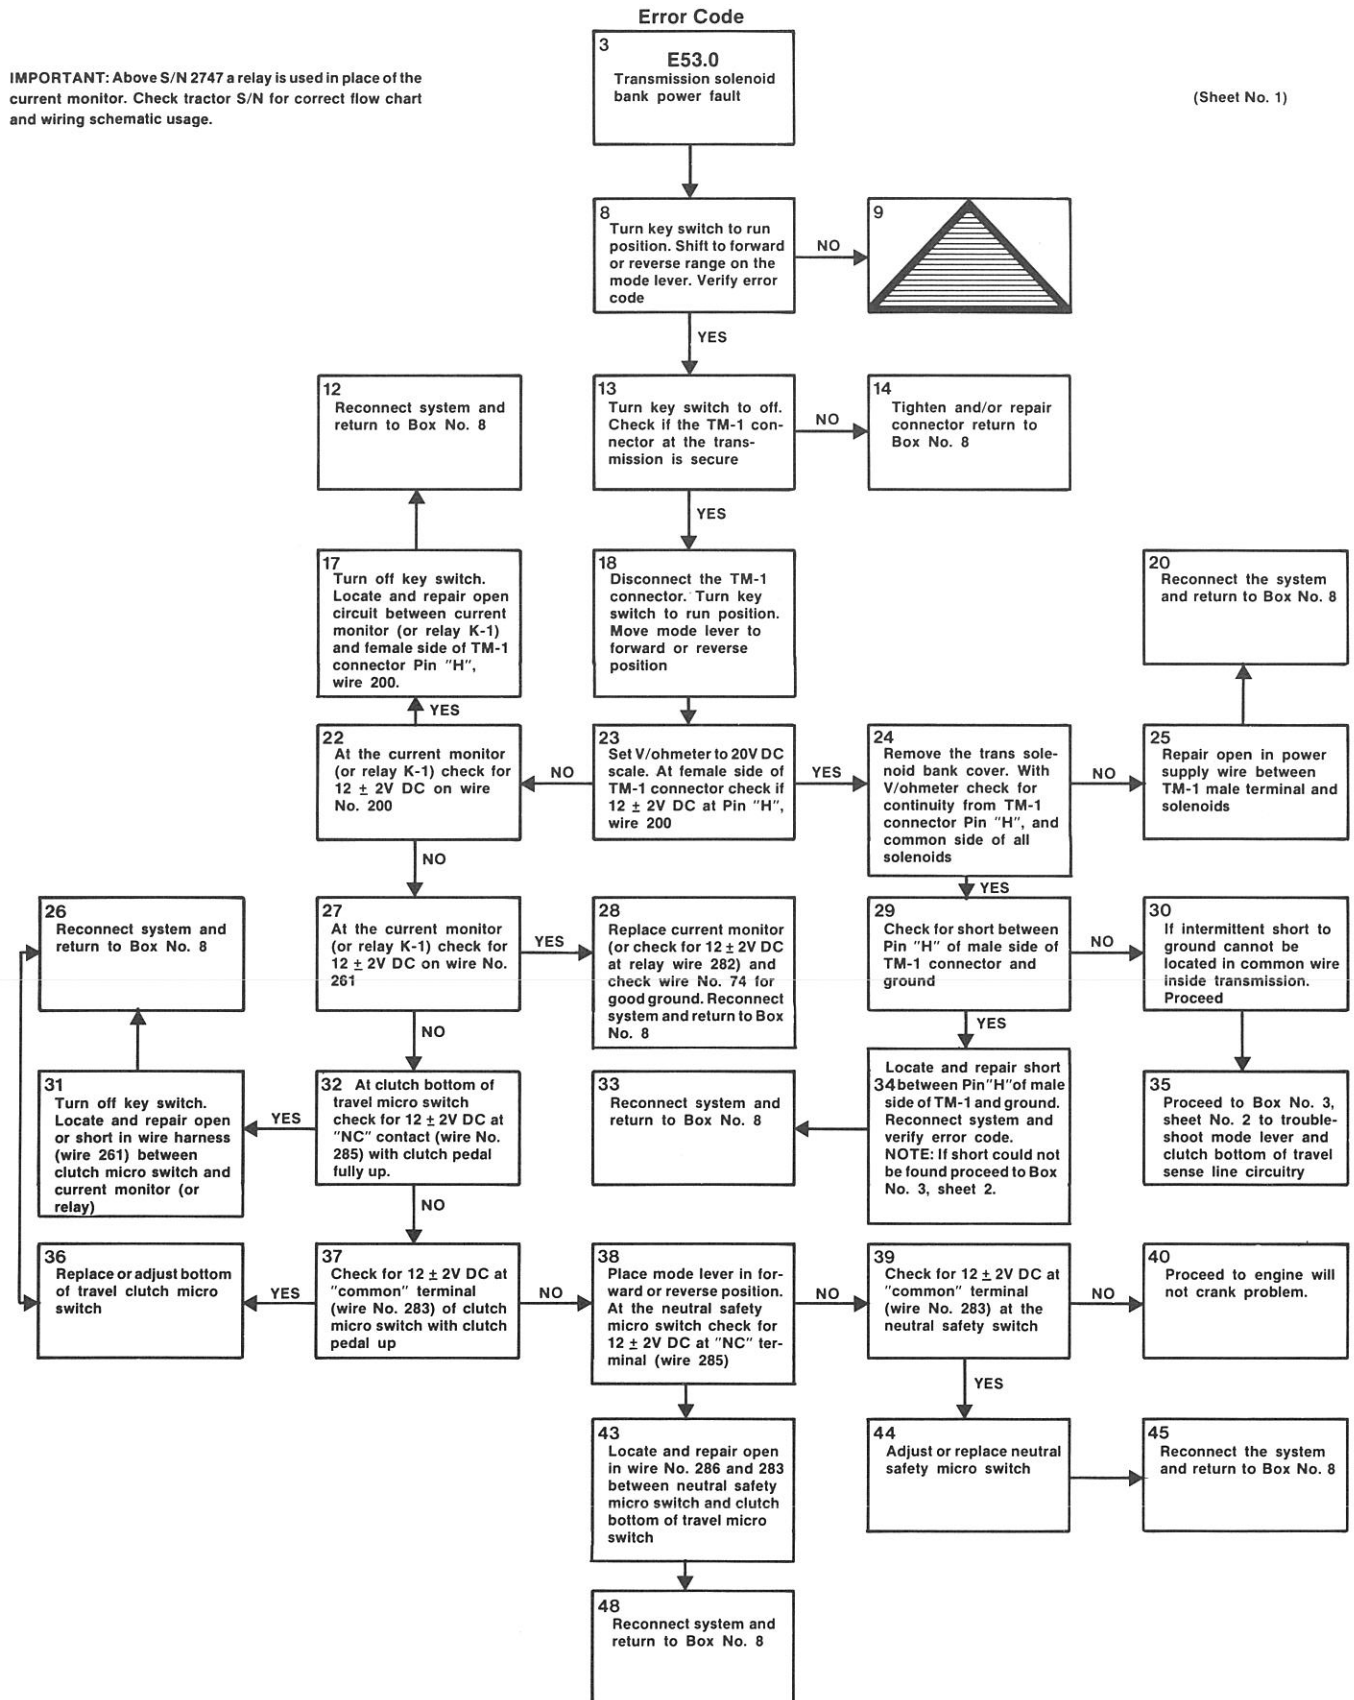 Error Code
IMPORTANT: Above S/N 2747 a relay is used in place of the
current monitor. Check tractor S/N for correct flow chart
and wiring schematic usage.
(Sheet No. 1)
3
E53.0
Transmission solenoid
bank power fault
8
Turn key switch to run
position. Shift to forward
or reverse range on the
mode lever. Verify error
code
NO
9
YES
12
Reconnect system and
return to Box No. 8
13
Turn key switch to off.
Check if the TM-1 con-
nector at the trans-
mission is secure
NO
14
Tighten and/or repair
connector return to
Box No. 8
YES
17
Turn off key switch.
Locate and repair open
circuit between current
monitor (or relay K-1)
and female side of TM-1
connector Pin "H",
wire 200.
18
Disconnect the TM-1
connector. Turn key
switch to run position.
Move mode lever to
forward or reverse
position
20
Reconnect the system
and return to Box No. 8
YES
22
At the current monitor
(or relay K-1) check for
12 ± 2V DC on wire
No. 200
NO
23
Set V/ohmeter to 20V DC
scale. At female side of
TM-1 connector check if
12 ± 2V DC at Pin "H",
wire 200
YES
24
Remove the trans sole-
noid bank cover. With
V/ohmeter check for
continuity from TM-1
connector Pin "H", and
common side of all
solenoids
NO
25
Repair open in power
supply wire between
TM-1 male terminal and
solenoids
NO
YES
26
Reconnect system and
return to Box No. 8
27
At the current monitor
(or relay K-1) check for
12 ± 2V DC on wire No.
261
YES
28
Replace current monitor
(or check for 12 ± 2V DC
at relay wire 282) and
check wire No. 74 for
good ground. Reconnect
system and return to Box
No. 8
29
Check for short between
Pin "H" of male side of
TM-1 connector and
ground
NO
30
If intermittent short to
ground cannot be
located in common wire
inside transmission.
Proceed
NO
YES
31
Turn off key switch.
Locate and repair open
or short in wire harness
(wire 261) between
clutch micro switch and
current monitor (or
relay)
YES
32 At clutch bottom of
travel micro switch
check for 12 ± 2V DC at
"NC" contact (wire No.
285) with clutch pedal
fully up.
33
Reconnect system and
return to Box No. 8
Locate and repair short
34 between Pin "H" of male
side of TM-1 and ground.
Reconnect system and
verify error code.
NOTE: If short could not
be found proceed to Box
No. 3, sheet 2.
35
Proceed to Box No. 3,
sheet No. 2 to trouble-
shoot mode lever and
clutch bottom of travel
sense line circuitry
NO
36
Replace or adjust bottom
of travel clutch micro
switch
YES
37
Check for 12 ± 2V DC at
"common" terminal
(wire No. 283) of clutch
micro switch with clutch
pedal up
NO
38
Place mode lever in for-
ward or reverse position.
At the neutral safety
micro switch check for
12 ± 2V DC at "NC" ter-
minal (wire 285)
NO
39
Check for 12 ± 2V DC at
"common" terminal
(wire No. 283) at the
neutral safety switch
NO
40
Proceed to engine will
not crank problem.
YES
43
Locate and repair open
in wire No. 286 and 283
between neutral safety
micro switch and clutch
bottom of travel micro
switch
44
Adjust or replace neutral
safety micro switch
45
Reconnect the system
and return to Box No. 8
48
Reconnect system and
return to Box No. 8